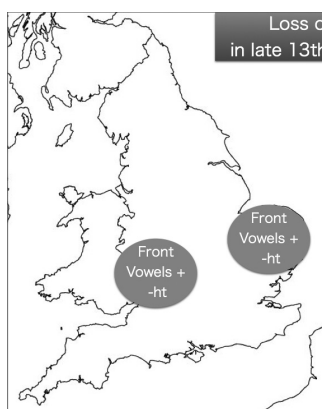 Loss o
in late 13th
Front
Vowels +
-ht
Front
Vowels +
-ht